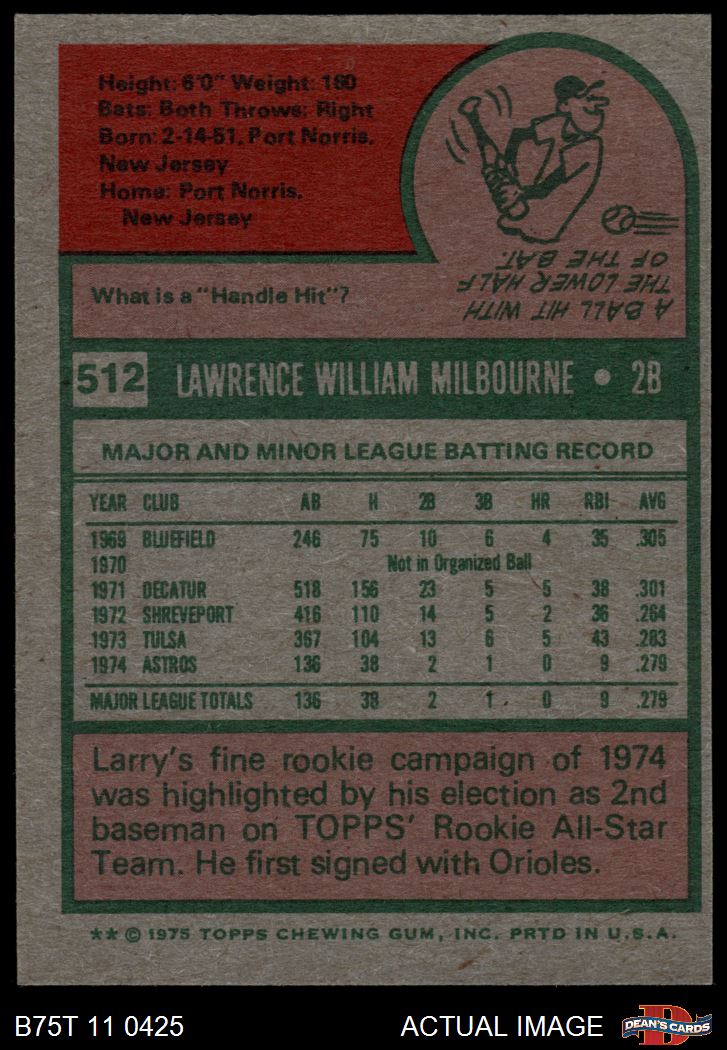 Height: 6'0" Weight: 160
Bats: Both Throws: Right
Born: 2-14-51, Port Norris,
New Jersey
Home: Port Norris,
New Jersey
What is a "Handle Hit"?
A BALL HIT WITH
THE LOWER HALF
OF THE BAT.
512 LAWRENCE WILLIAM MILBOURNE • 2B
MAJOR AND MINOR LEAGUE BATTING RECORD
YEAR CLUB AB H 2B 3B HR RBI AVG
1969 BLUEFIELD 246 75 10 6 4 35 .305
1970 Not in Organized Ball
1971 DECATUR 518 156 23 5 5 38 .301
1972 SHREVEPORT 416 110 14 5 2 36 .264
1973 TULSA 367 104 13 6 5 43 .283
1974 ASTROS 136 38 2 1 0 9 .279
MAJOR LEAGUE TOTALS 136 38 2 1 0 9 .279
Larry's fine rookie campaign of 1974
was highlighted by his election as 2nd
baseman on TOPPS' Rookie All-Star
Team. He first signed with Orioles.
** © 1975 TOPPS CHEWING GUM, INC. PRTD IN U.S.A.
B75T 11 0425 ACTUAL IMAGE D DEAN'S CARDS